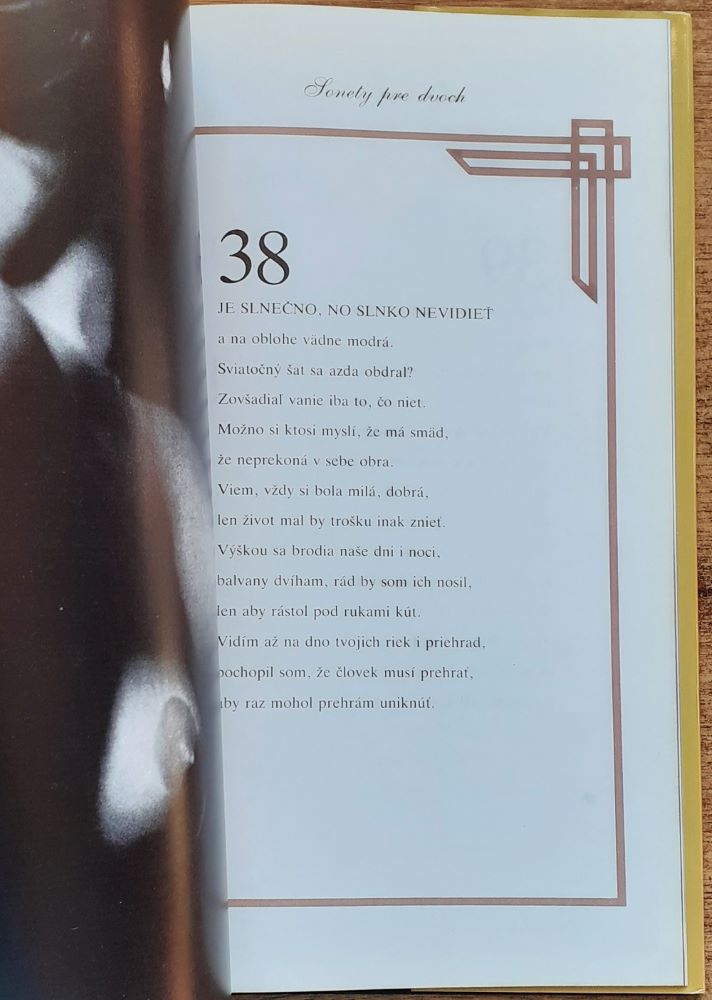 Sonety pre dvoch
38
JE SLNEČNO, NO SLNKO NEVIDIEŤ
a na oblohe vädne modrá.
Sviatočný šat sa azda obdral?
Zovšadiaľ vanie iba to, čo niet.
Možno si ktosi myslí, že má smäd,
že neprekoná v sebe obra.
Viem, vždy si bola milá, dobrá,
len život mal by trošku inak znieť.
Výškou sa brodia naše dni i noci,
balvany dvíham, rád by som ich nosil,
len aby rástol pod rukami kút.
Vidím až na dno tvojich riek i priehrad,
pochopil som, že človek musí prehrať,
aby raz mohol prehrám uniknúť.